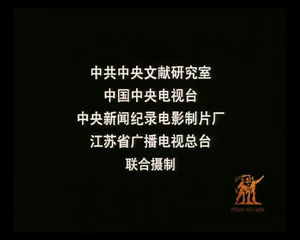 中共中央文献研究室
中国中央电视台
中央新闻纪录电影制片厂
江苏省广播电视总台
联合摄制